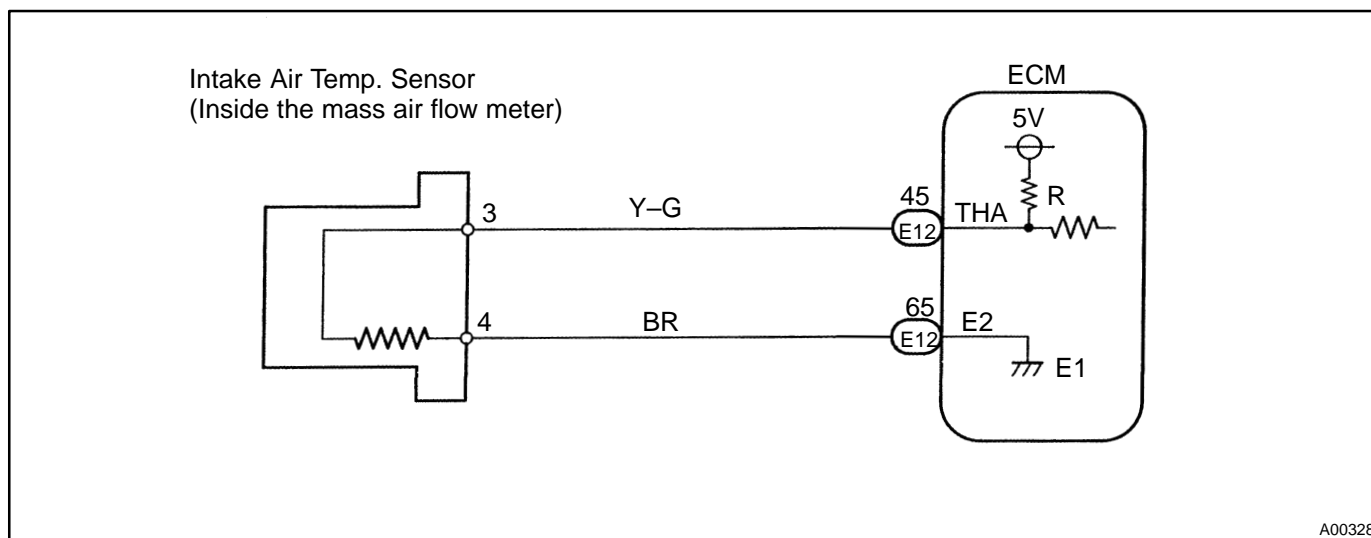 Intake Air Temp. Sensor
(Inside the mass air flow meter)
ECM
5V
R
3
Y–G
45
E12
THA
4
BR
65
E12
E2
E1
A00328